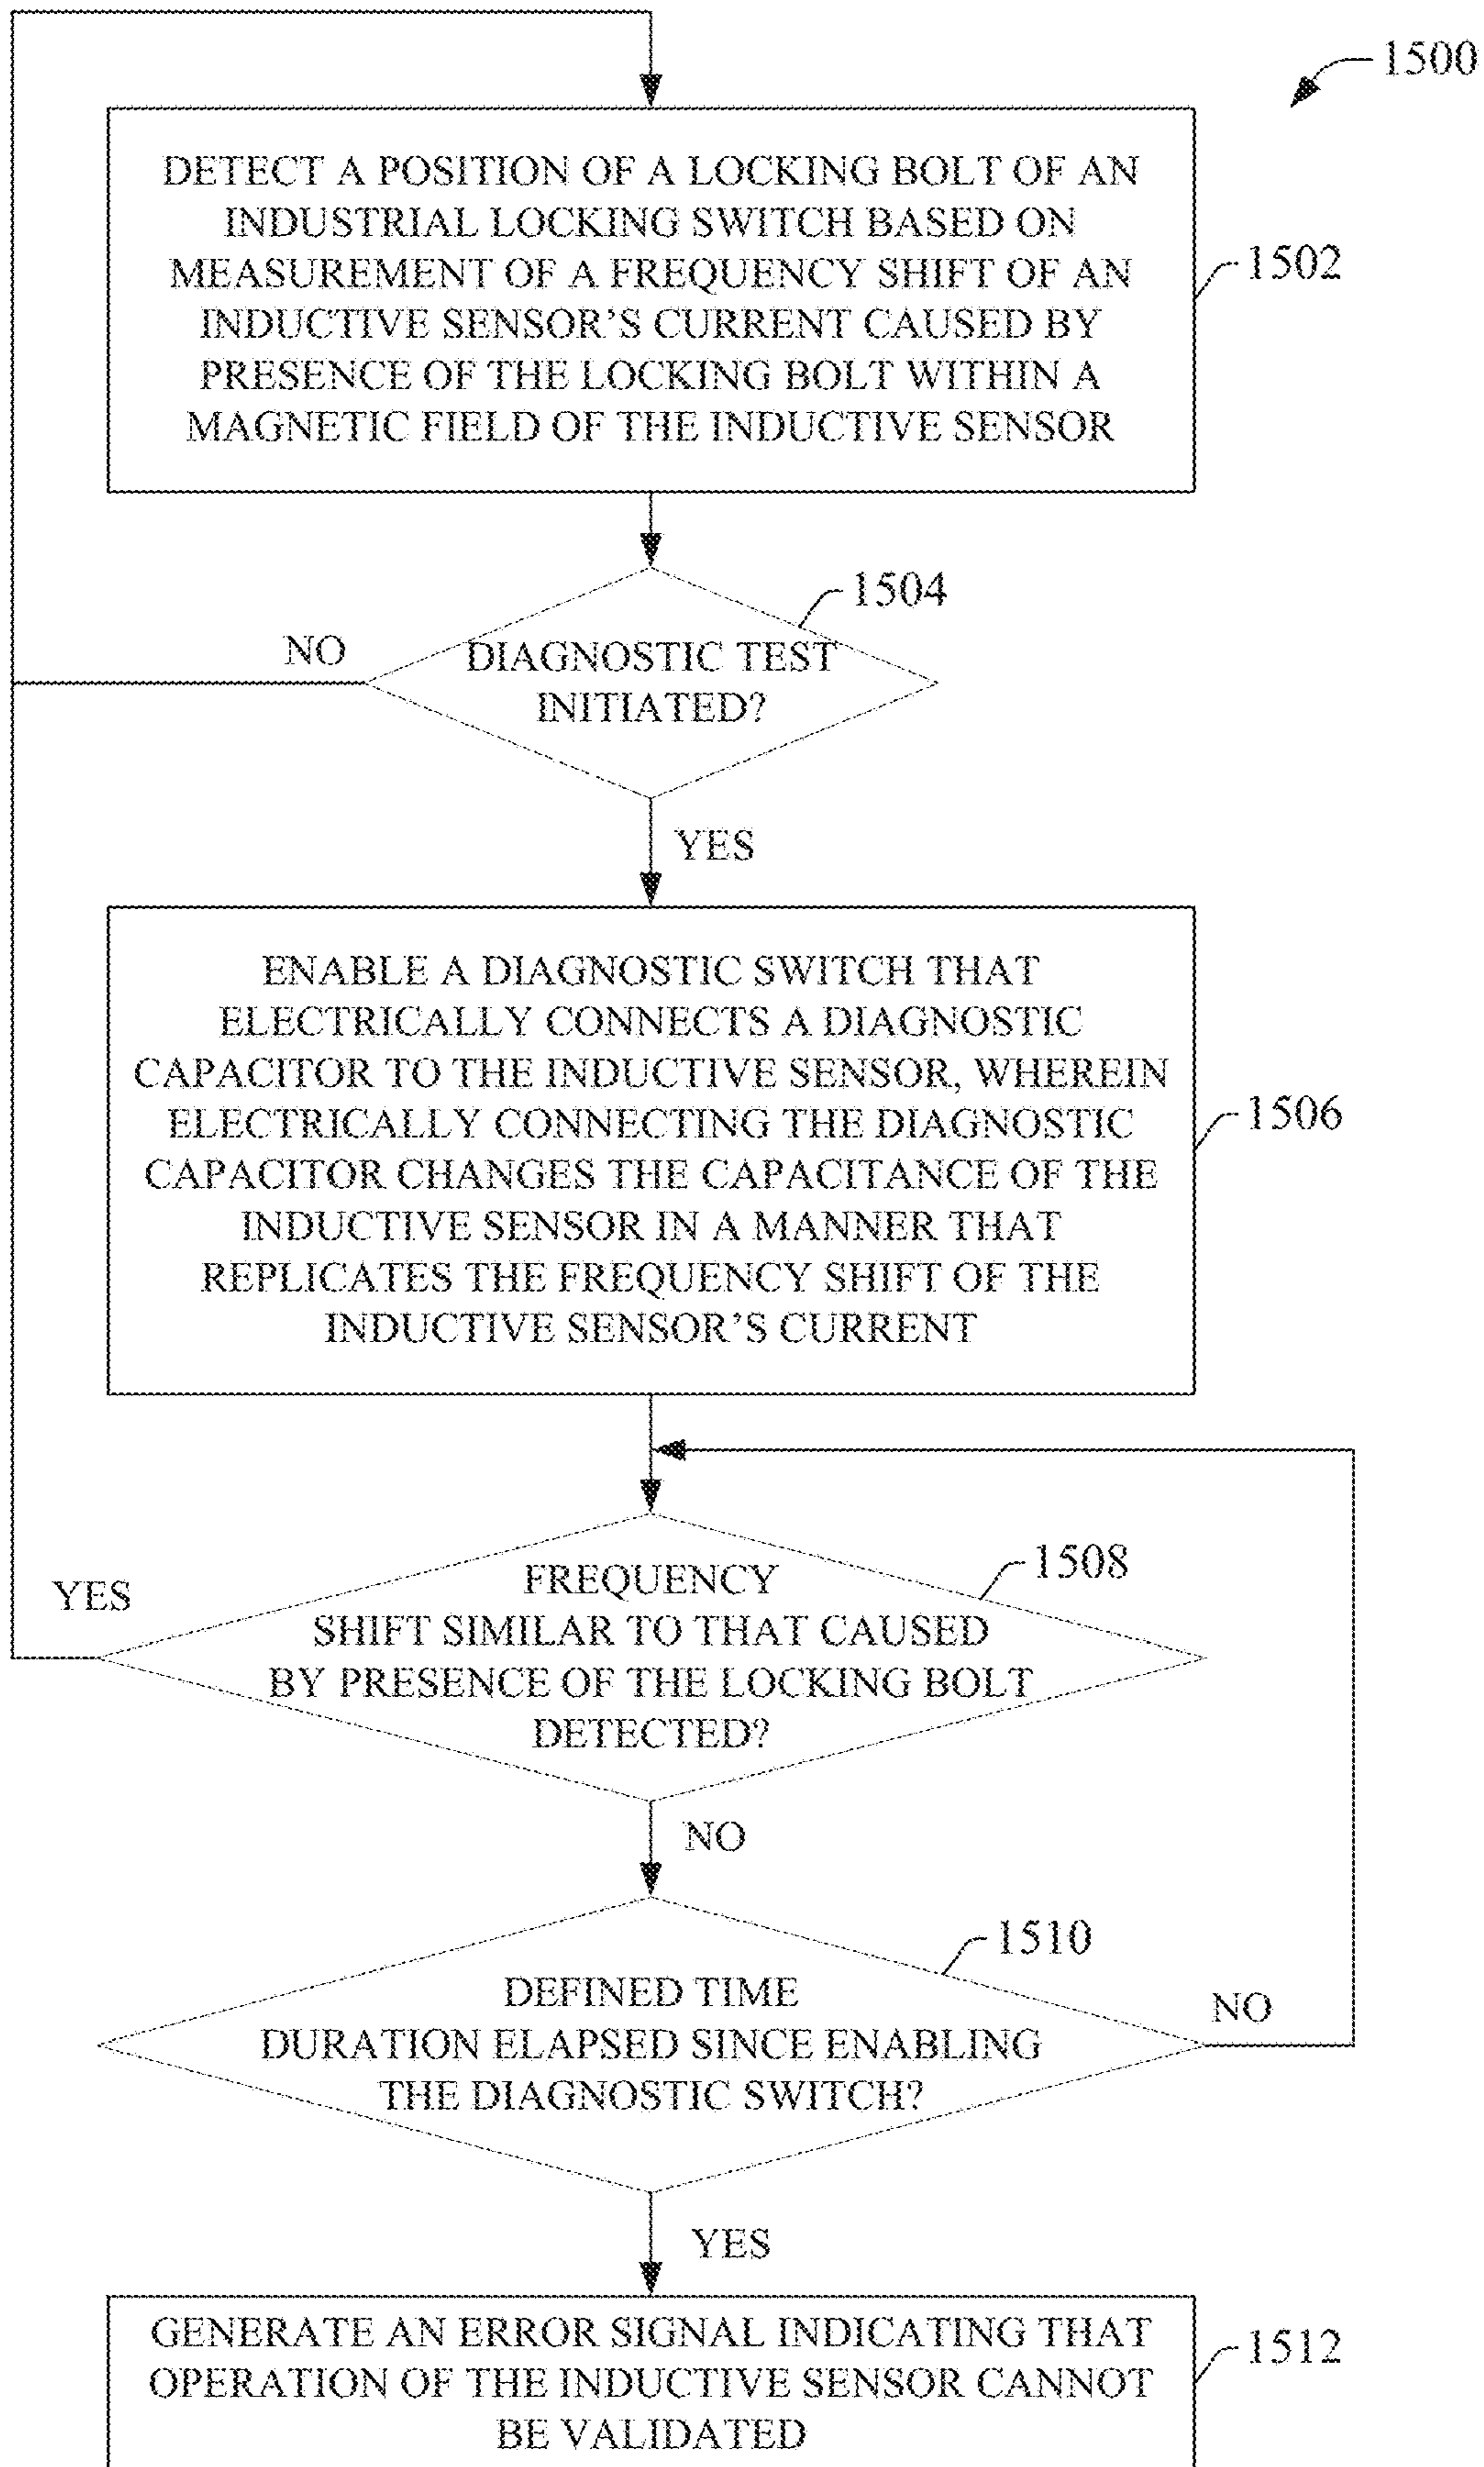 1500
DETECT A POSITION OF A LOCKING BOLT OF AN
INDUSTRIAL LOCKING SWITCH BASED ON
MEASUREMENT OF A FREQUENCY SHIFT OF AN
INDUCTIVE SENSOR'S CURRENT CAUSED BY
PRESENCE OF THE LOCKING BOLT WITHIN A
MAGNETIC FIELD OF THE INDUCTIVE SENSOR
1502
1504
NO
DIAGNOSTIC TEST
INITIATED?
YES
ENABLE A DIAGNOSTIC SWITCH THAT
ELECTRICALLY CONNECTS A DIAGNOSTIC
CAPACITOR TO THE INDUCTIVE SENSOR, WHEREIN
ELECTRICALLY CONNECTING THE DIAGNOSTIC
CAPACITOR CHANGES THE CAPACITANCE OF THE
INDUCTIVE SENSOR IN A MANNER THAT
REPLICATES THE FREQUENCY SHIFT OF THE
INDUCTIVE SENSOR'S CURRENT
1506
1508
YES
FREQUENCY
SHIFT SIMILAR TO THAT CAUSED
BY PRESENCE OF THE LOCKING BOLT
DETECTED?
NO
1510
DEFINED TIME
DURATION ELAPSED SINCE ENABLING
THE DIAGNOSTIC SWITCH?
NO
YES
GENERATE AN ERROR SIGNAL INDICATING THAT
OPERATION OF THE INDUCTIVE SENSOR CANNOT
BE VALIDATED
1512